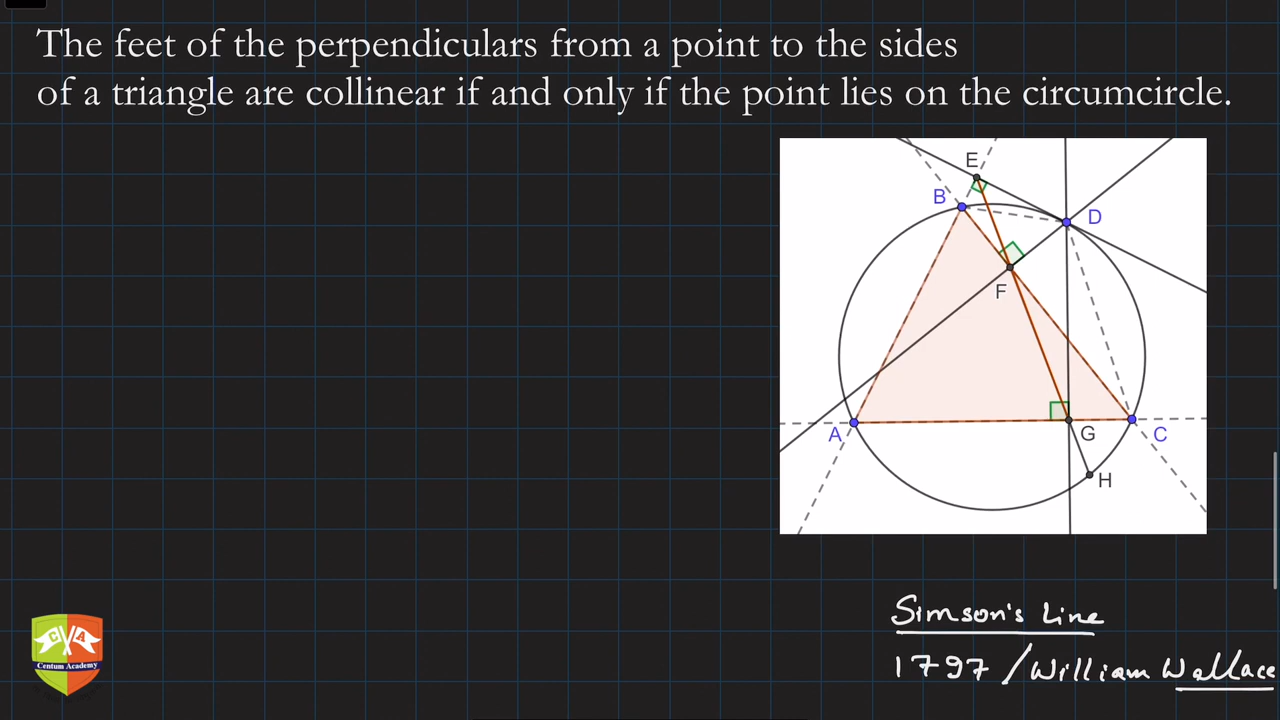 The feet of the perpendiculars from a point to the sides
of a triangle are collinear if and only if the point lies on the circumcircle.
E
B
D
F
A
G
C
H
Simson's Line
1797 / William Wallace
C A
Centum Academy